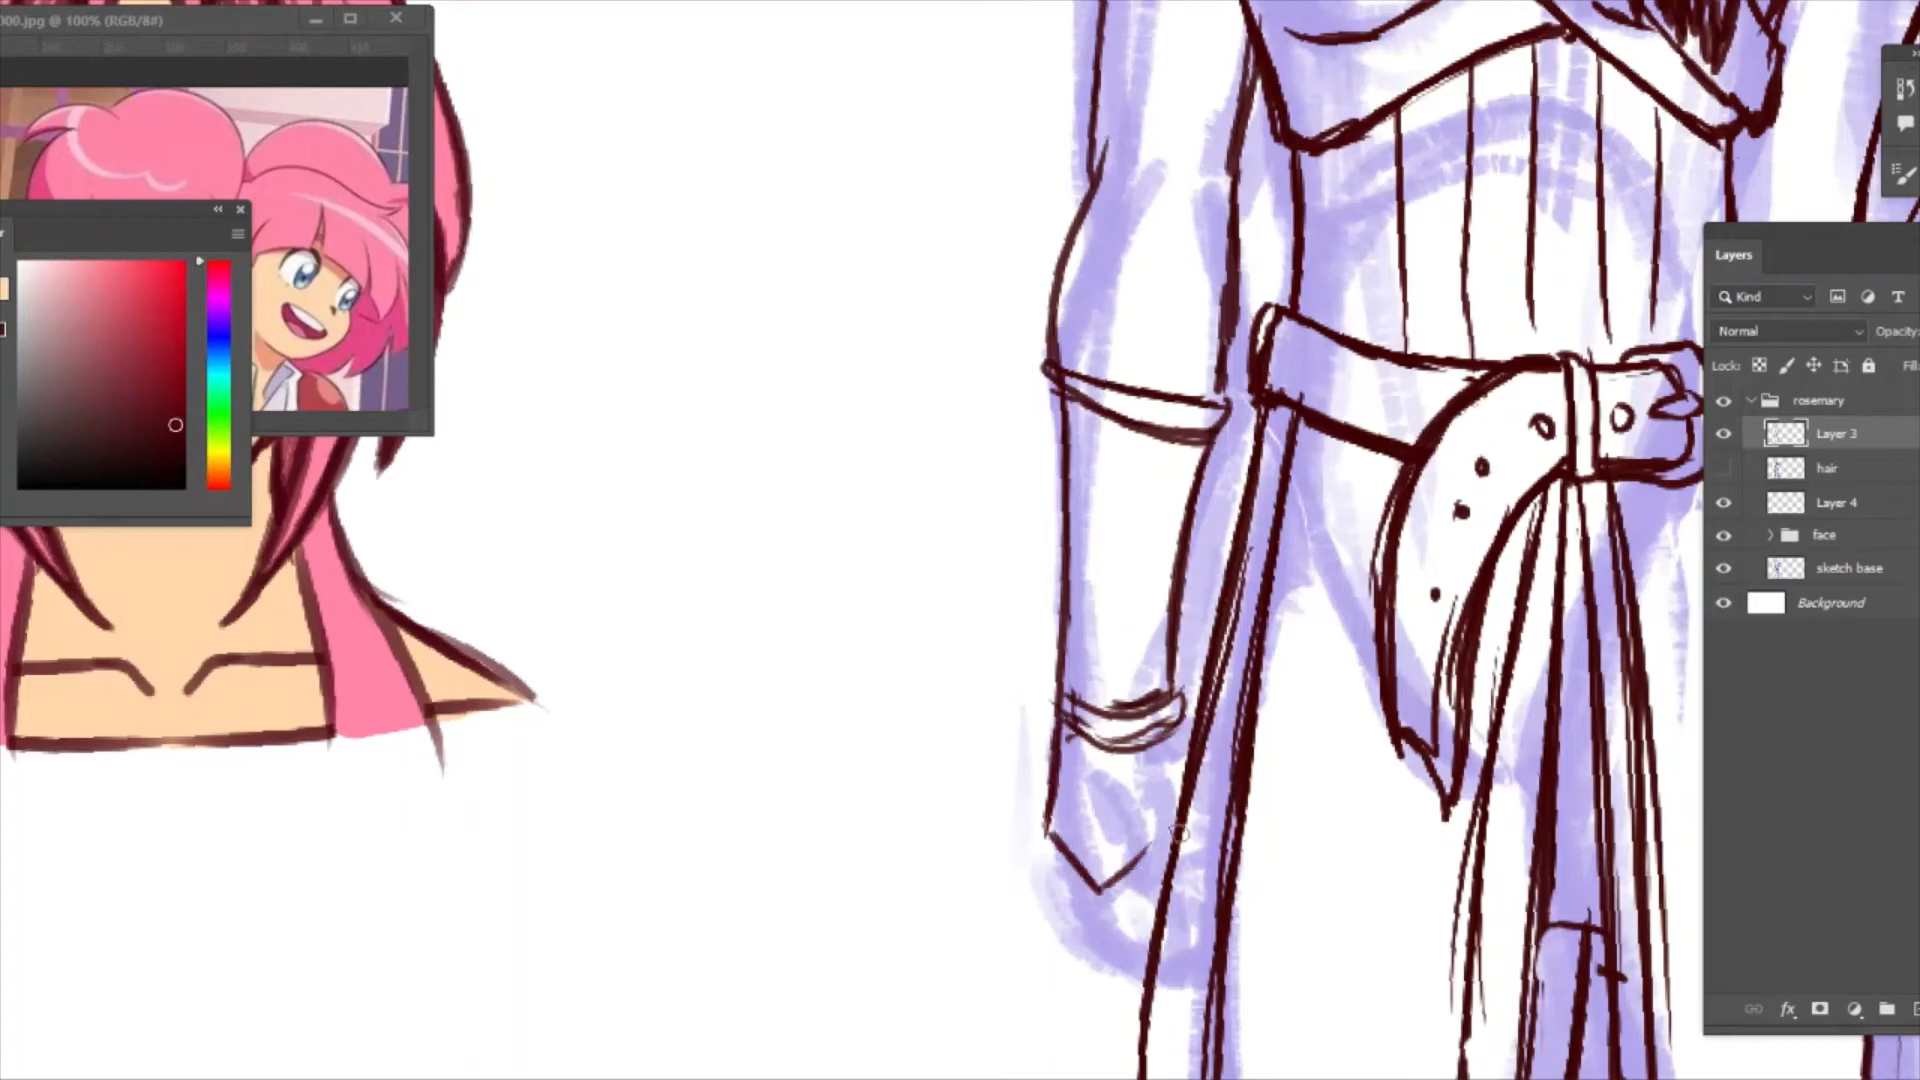 000.jpg @ 100% (RGB/8#)
Layers
Kind
Normal
Opacity:
Lock:
Fill:
rosemary
Layer 3
hair
Layer 4
face
sketch base
Background
fx